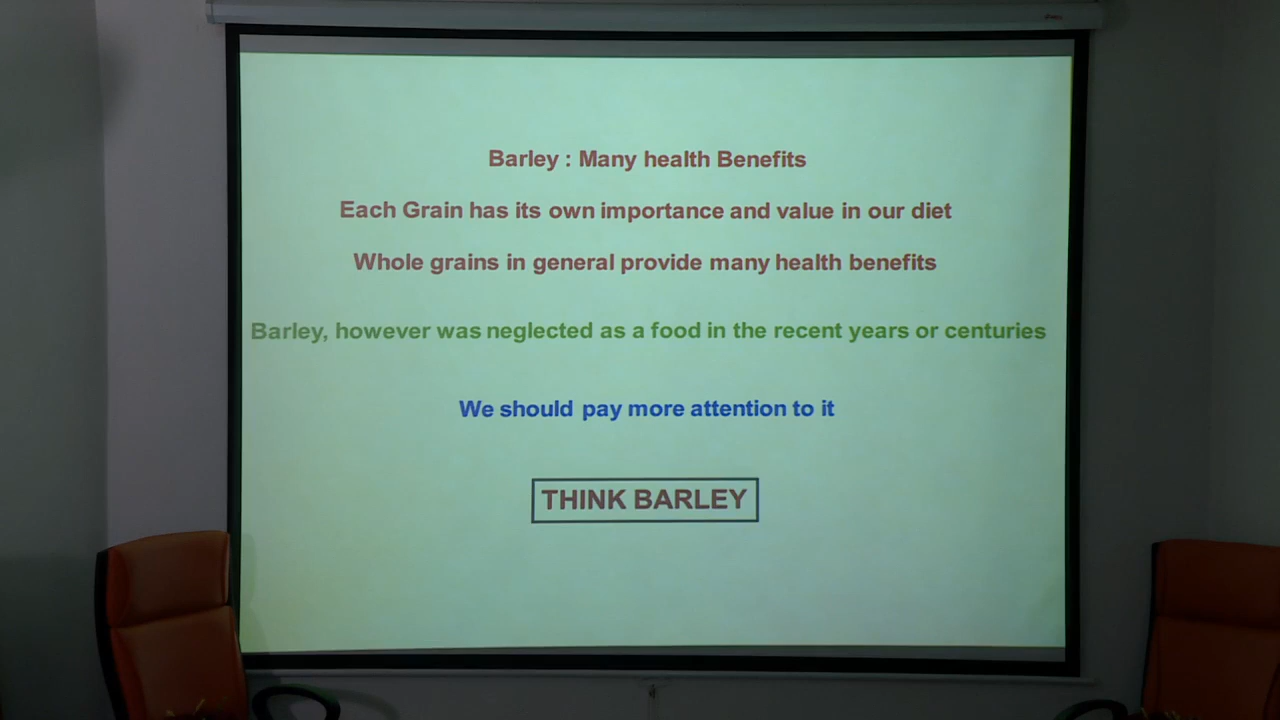 Barley : Many health Benefits
Each Grain has its own importance and value in our diet
Whole grains in general provide many health benefits
Barley, however was neglected as a food in the recent years or centuries
We should pay more attention to it
THINK BARLEY